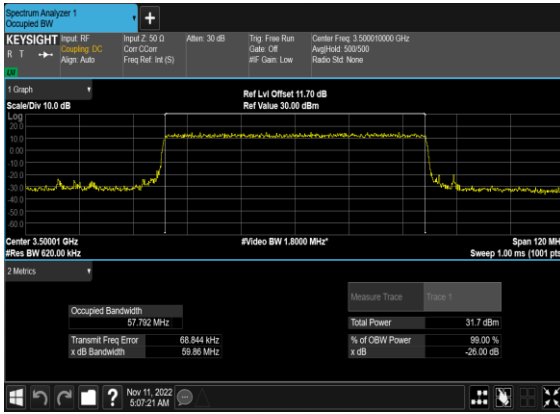 Spectrum Analyzer 1
Occupied BW
KEYSIGHT Input: RF Input Z: 50 Ω Atten: 30 dB Trig: Free Run Center Freq: 3.500010000 GHz
Coupling: DC Corr CCorr Gate: Off Avg|Hold: 500/500
R T Align: Auto Freq Ref: Int (S) #IF Gain: Low Radio Std: None
LXI
1 Graph
Ref Lvl Offset 11.70 dB
Scale/Div 10.0 dB Ref Value 30.00 dBm
Log
20.0
10.0
0.00
-10.0
-20.0
-30.0
-40.0
-50.0
-60.0
Center 3.50001 GHz #Video BW 1.8000 MHz* Span 120 MH
#Res BW 620.00 kHz Sweep 1.00 ms (1001 pts
2 Metrics
Measure Trace Trace 1
Occupied Bandwidth
57.792 MHz Total Power 31.7 dBm
Transmit Freq Error 68.844 kHz % of OBW Power 99.00 %
x dB Bandwidth 59.86 MHz x dB -26.00 dB
Nov 11, 2022
5:07:21 AM